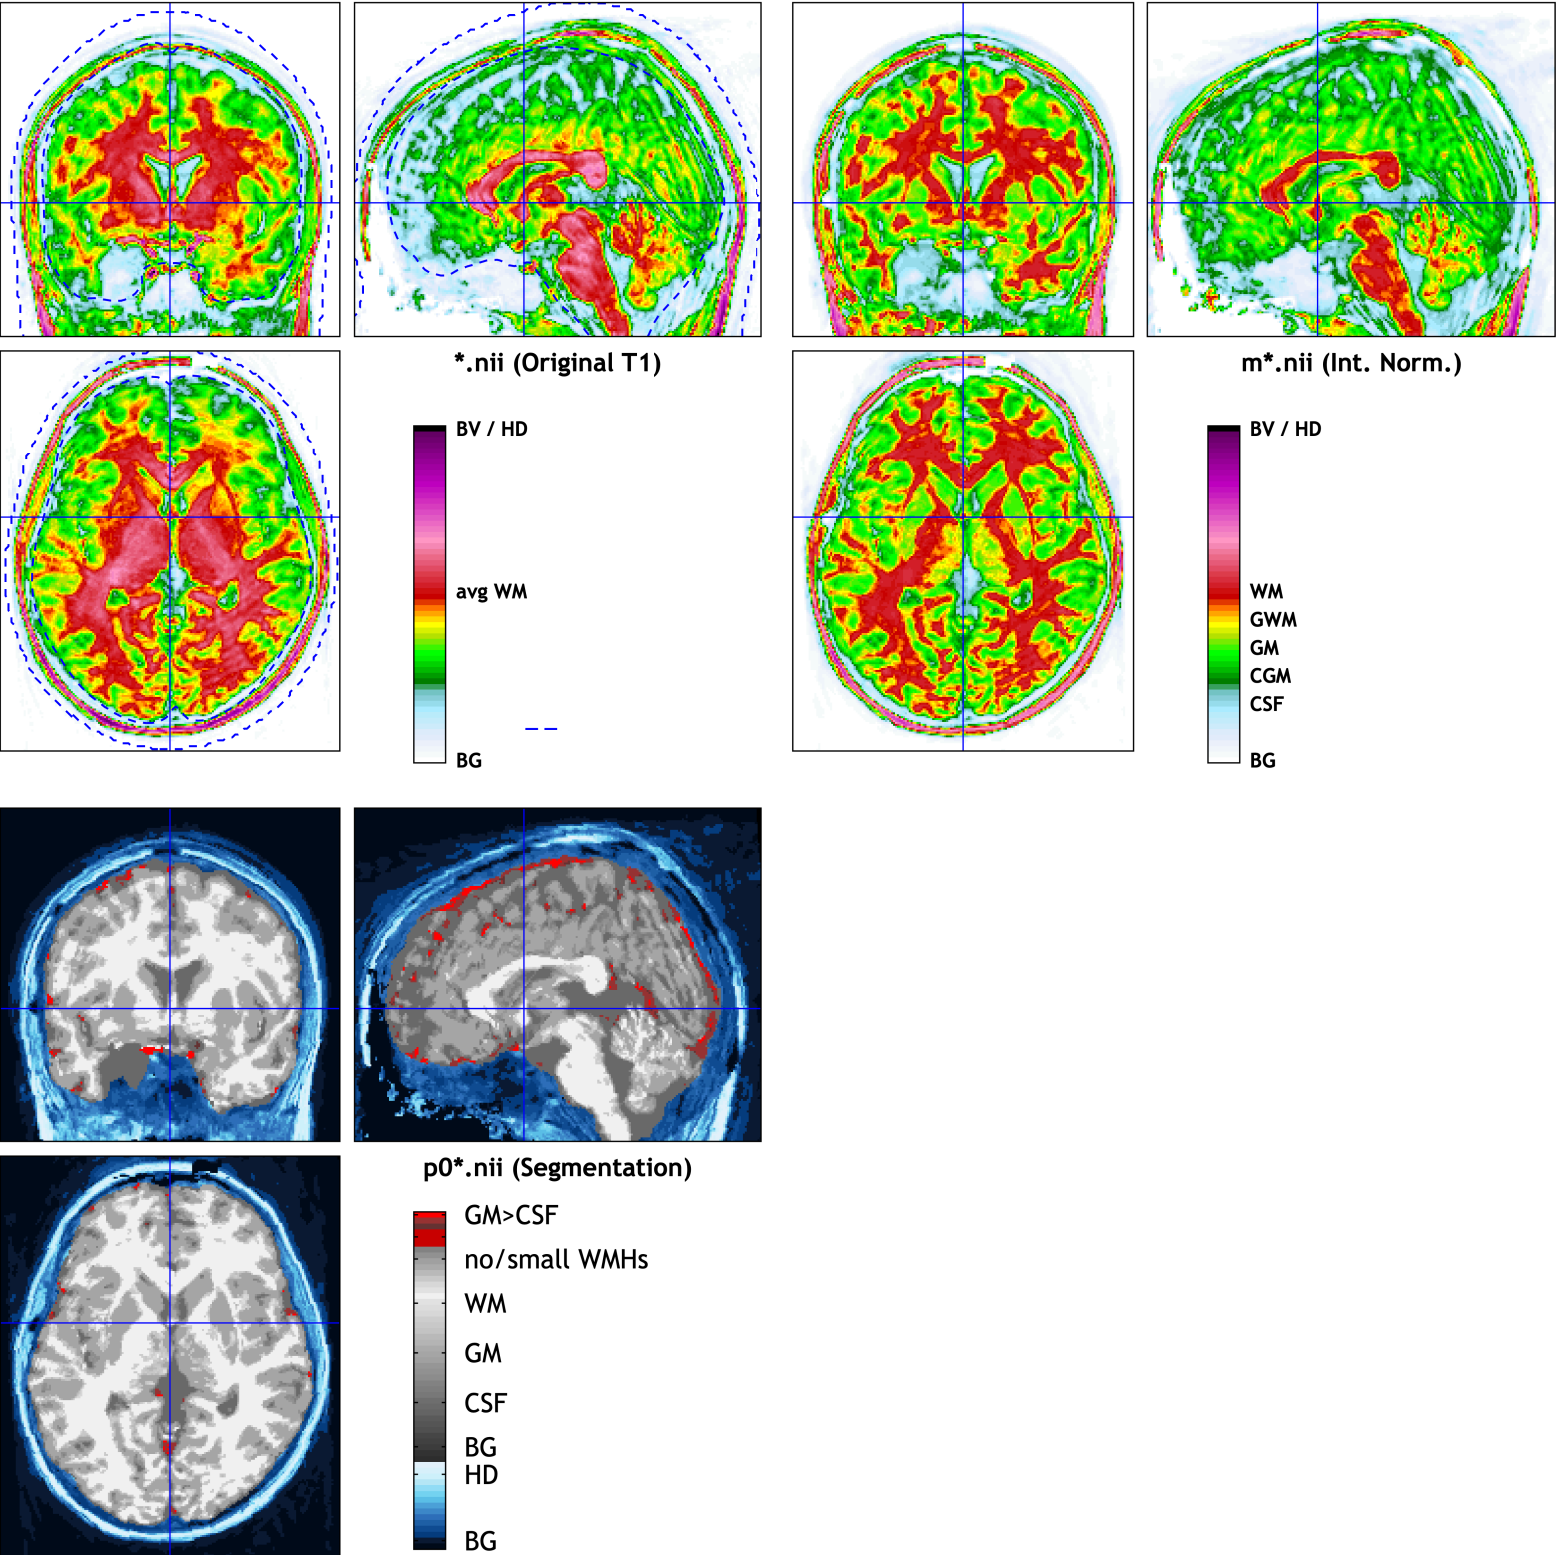 *.nii (Original T1)
BV / HD
avg WM
BG
m*.nii (Int. Norm.)
BV / HD
WM
GWM
GM
CGM
CSF
BG
p0*.nii (Segmentation)
GM>CSF
no/small WMHs
WM
GM
CSF
BG
HD
BG